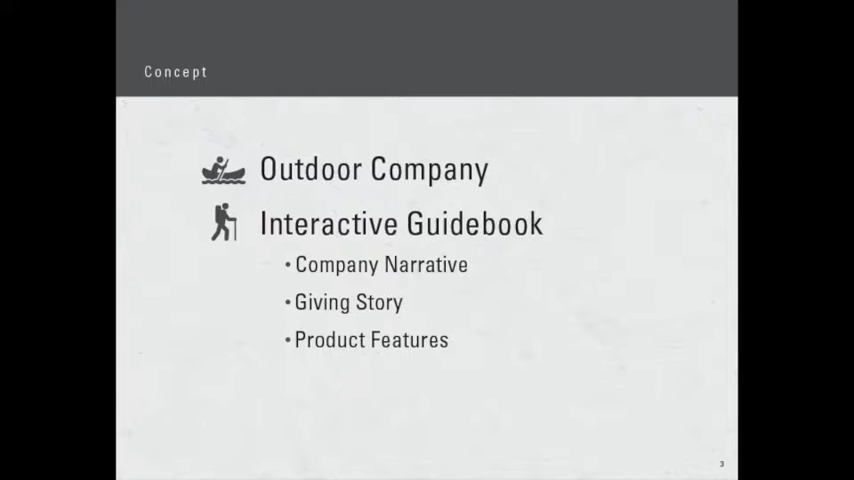 Concept
Outdoor Company
Interactive Guidebook
• Company Narrative
• Giving Story
• Product Features
3